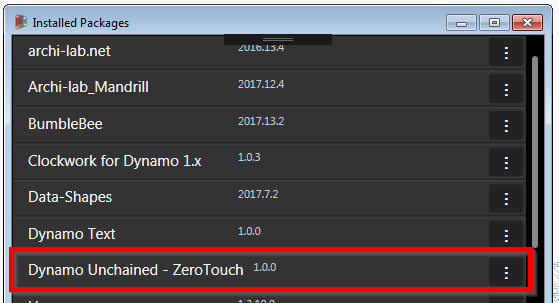 Installed Packages
archi-lab.net 2016.13.4
Archi-lab_Mandrill 2017.12.4
BumbleBee 2017.13.2
Clockwork for Dynamo 1.x 1.0.3
Data-Shapes 2017.7.2
Dynamo Text 1.0.0
Dynamo Unchained - ZeroTouch 1.0.0